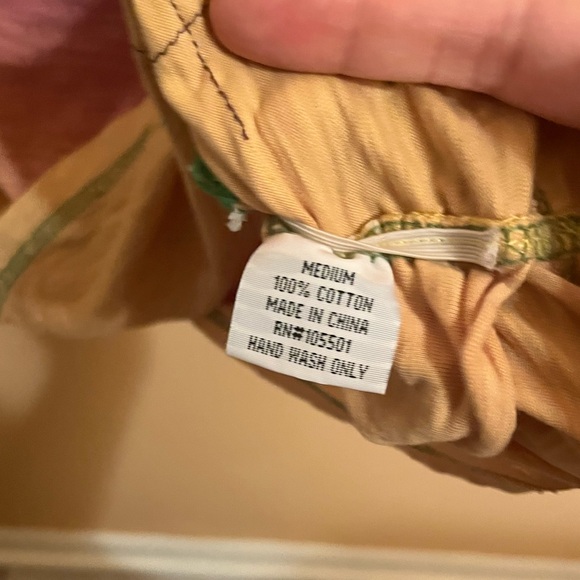 MEDIUM
100% COTTON
MADE IN CHINA
RN#105501
HAND WASH ONLY